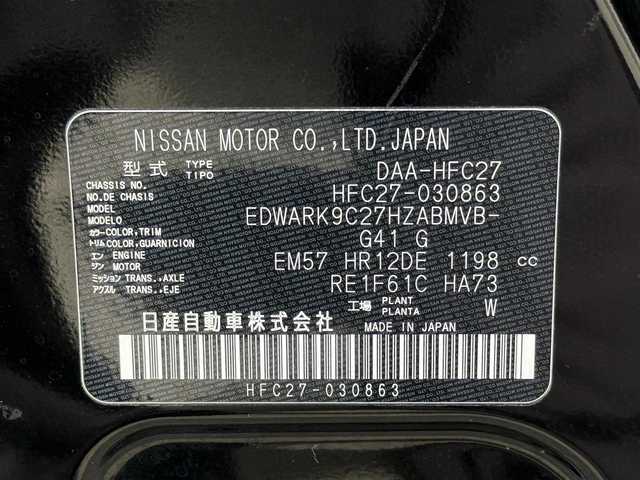 NISSAN MOTOR CO.,LTD.JAPAN
型式 TYPE TIPO DAA-HFC27
CHASSIS NO. NO.DE CHASIS HFC27-030863
MODEL MODELO EDWARK9C27HZABMVB-
カラー COLOR,TRIM トリム COLOR,GUARNICION G41 G
エンジン ENGINE MOTOR EM57 HR12DE 1198 cc
ミッション TRANS.,AXLE アクスル TRANS.,EJE RE1F61C HA73
工場 PLANT PLANTA W
日産自動車株式会社 MADE IN JAPAN
HFC27-030863